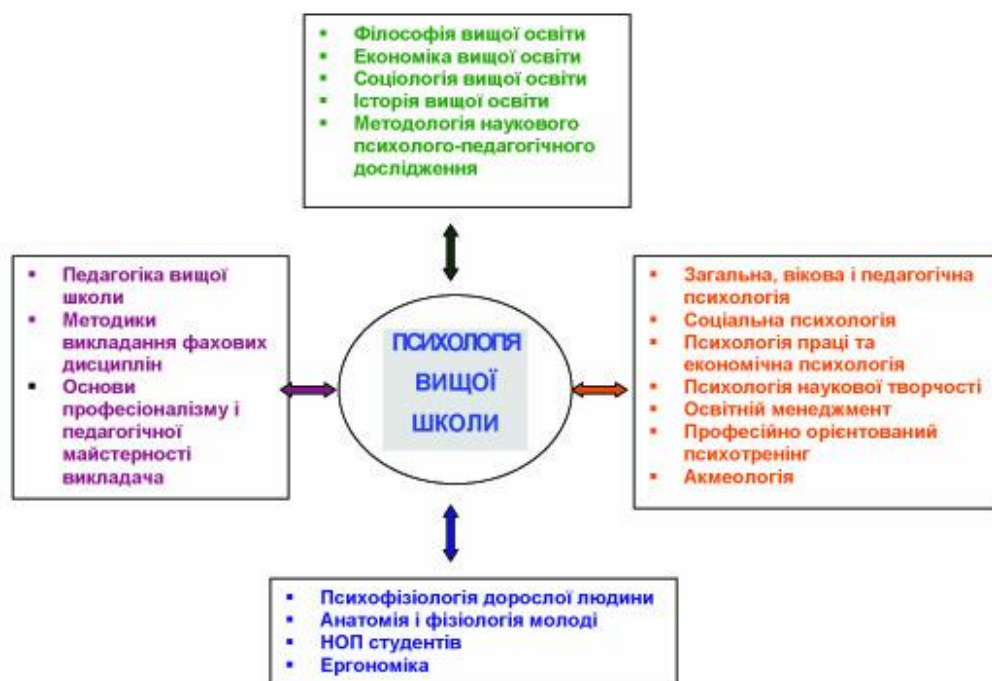 Філософія вищої освіти
Економіка вищої освіти
Соціологія вищої освіти
Історія вищої освіти
Методологія наукового
психолого-педагогічного
дослідження
Педагогіка вищої
школи
Методики
викладання фахових
дисциплін
Основи
професіоналізму і
педагогічної
майстерності
викладача
ПСИХОЛОГІЯ
ВИЩОЇ
ШКОЛИ
Загальна, вікова і педагогічна
психологія
Соціальна психологія
Психологія праці та
економічна психологія
Психологія наукової творчості
Освітній менеджмент
Професійно орієнтований
психотренінг
Акмеологія
Психофізіологія дорослої людини
Анатомія і фізіологія молоді
НОП студентів
Ергономіка